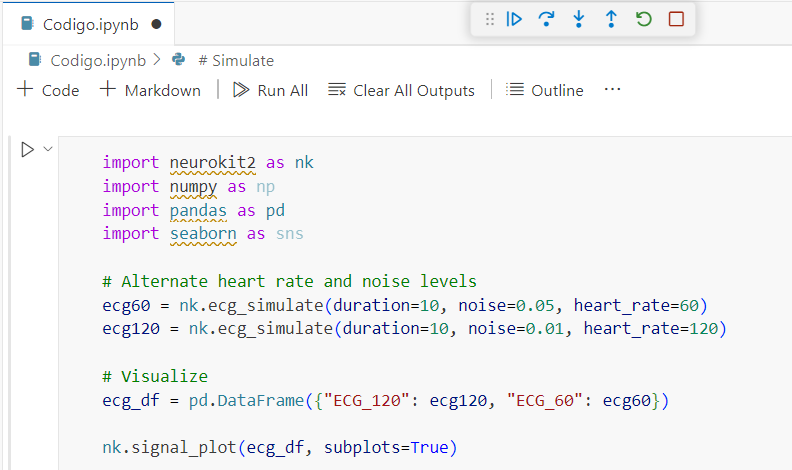 Codigo.ipynb
Codigo.ipynb > # Simulate
+ Code + Markdown Run All Clear All Outputs Outline ...
import neurokit2 as nk
import numpy as np
import pandas as pd
import seaborn as sns
# Alternate heart rate and noise levels
ecg60 = nk.ecg_simulate(duration=10, noise=0.05, heart_rate=60)
ecg120 = nk.ecg_simulate(duration=10, noise=0.01, heart_rate=120)
# Visualize
ecg_df = pd.DataFrame({"ECG_120": ecg120, "ECG_60": ecg60})
nk.signal_plot(ecg_df, subplots=True)